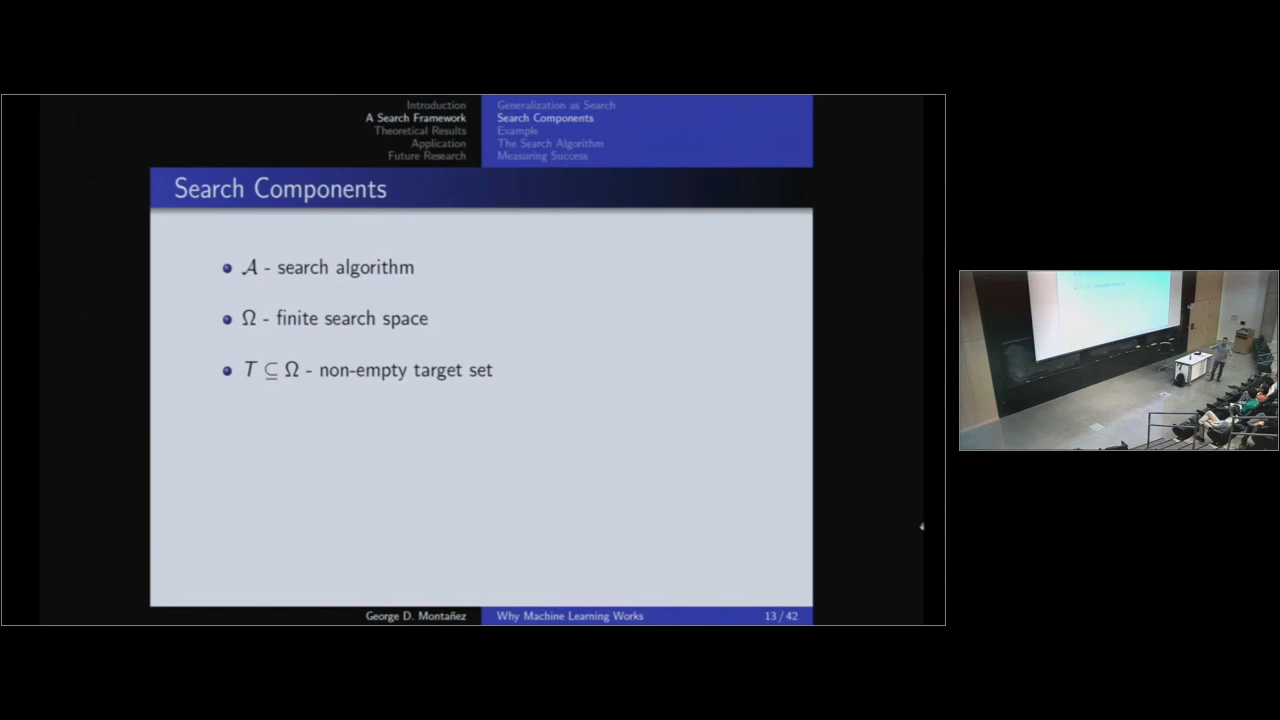 Introduction
A Search Framework
Theoretical Results
Application
Future Research
Generalization as Search
Search Components
Example
The Search Algorithm
Measuring Success
Search Components
𝒜 - search algorithm
Ω - finite search space
T ⊆ Ω - non-empty target set
George D. Montañez
Why Machine Learning Works
13 / 42